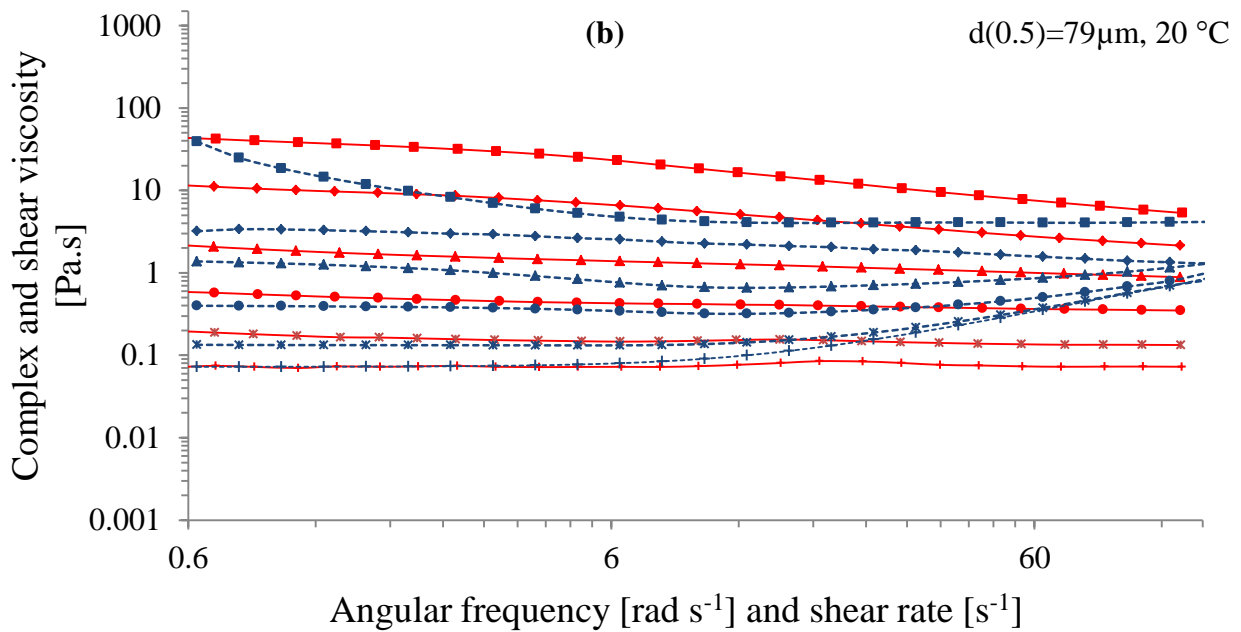 (b)
d(0.5)=79µm, 20 °C
Complex and shear viscosity
[Pa.s]
1000
100
10
1
0.1
0.01
0.001
0.6
6
60
Angular frequency [rad s-1] and shear rate [s-1]